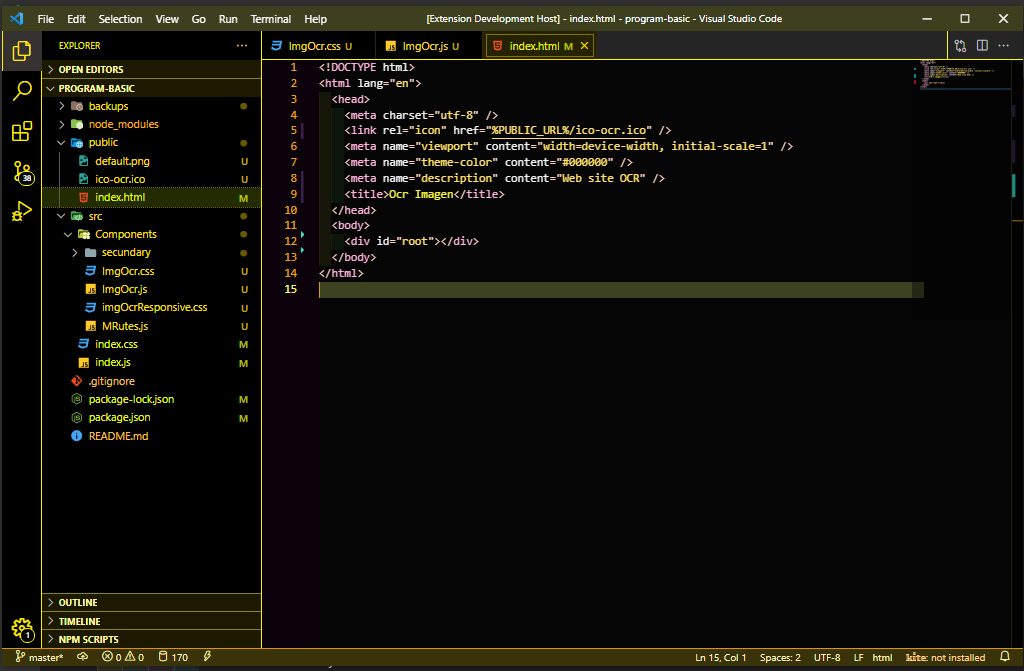 File Edit Selection View Go Run Terminal Help [Extension Development Host] - index.html - program-basic - Visual Studio Code
EXPLORER
ImgOcr.css U
ImgOcr.js U
index.html M
OPEN EDITORS
PROGRAM-BASIC
backups
node_modules
public
default.png U
ico-ocr.ico U
index.html M
src
Components
secundary
ImgOcr.css U
ImgOcr.js U
imgOcrResponsive.css U
MRutes.js U
index.css M
index.js M
.gitignore
package-lock.json M
package.json M
README.md
OUTLINE
TIMELINE
NPM SCRIPTS
38
1
1 <!DOCTYPE html>
2 <html lang="en">
3 <head>
4 <meta charset="utf-8" />
5 <link rel="icon" href="%PUBLIC_URL%/ico-ocr.ico" />
6 <meta name="viewport" content="width=device-width, initial-scale=1" />
7 <meta name="theme-color" content="#000000" />
8 <meta name="description" content="Web site OCR" />
9 <title>Ocr Imagen</title>
10 </head>
11 <body>
12 <div id="root"></div>
13 </body>
14 </html>
15
master* 0 0 170 Ln 15, Col 1 Spaces: 2 UTF-8 LF html kite: not installed